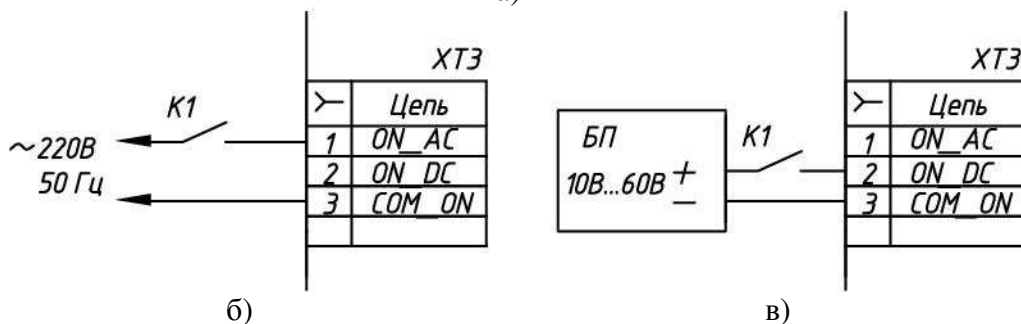 а)
XT3
Цепь
1 ON_AC
2 ON_DC
3 COM_ON
K1
~220В
50 Гц
б)
XT3
Цепь
1 ON_AC
2 ON_DC
3 COM_ON
БП
10В...60В + −
K1
в)